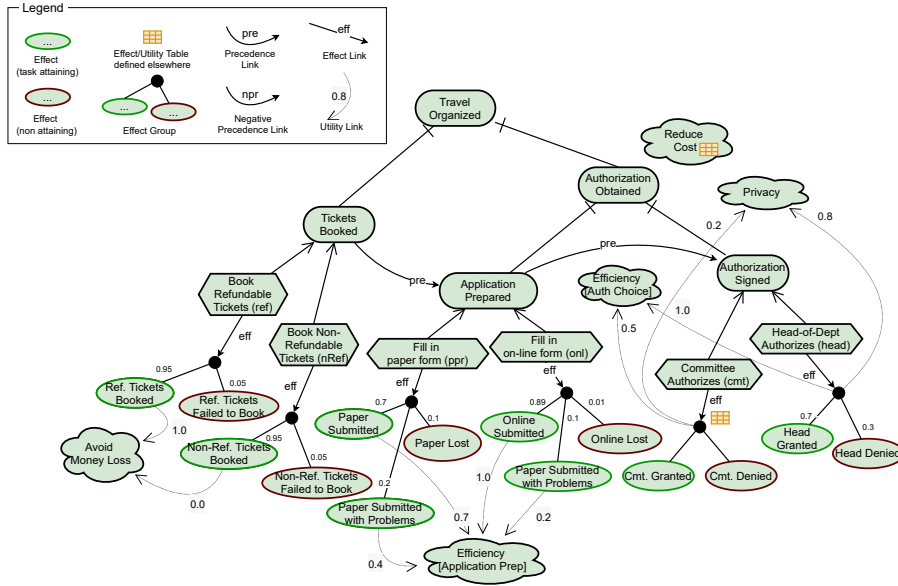 Legend
...
Effect
(task attaining)
...
Effect
(non attaining)
Effect/Utility Table
defined elsewhere
...
...
Effect Group
pre
Precedence
Link
npr
Negative
Precedence Link
eff
Effect Link
0.8
Utility Link
Travel
Organized
Reduce
Cost
Authorization
Obtained
Privacy
Tickets
Booked
0.2
0.8
pre
pre
Application
Prepared
Efficiency
[Auth Choice]
Authorization
Signed
Book
Refundable
Tickets (ref)
Book Non-
Refundable
Tickets (nRef)
Fill in
paper form (ppr)
Fill in
on-line form (onl)
0.5
1.0
Head-of-Dept
Authorizes (head)
Committee
Authorizes (cmt)
eff
eff
eff
eff
eff
eff
0.95
0.05
Ref. Tickets
Booked
Ref. Tickets
Failed to Book
1.0
Avoid
Money Loss
0.95
0.05
Non-Ref. Tickets
Booked
Non-Ref. Tickets
Failed to Book
0.0
0.7
0.1
0.2
Paper
Submitted
Paper Lost
Paper Submitted
with Problems
0.89
0.01
0.1
Online
Submitted
Online Lost
Paper Submitted
with Problems
0.7
0.3
Head
Granted
Head Denied
Cmt. Granted
Cmt. Denied
0.4
0.7
1.0
0.2
Efficiency
[Application Prep]